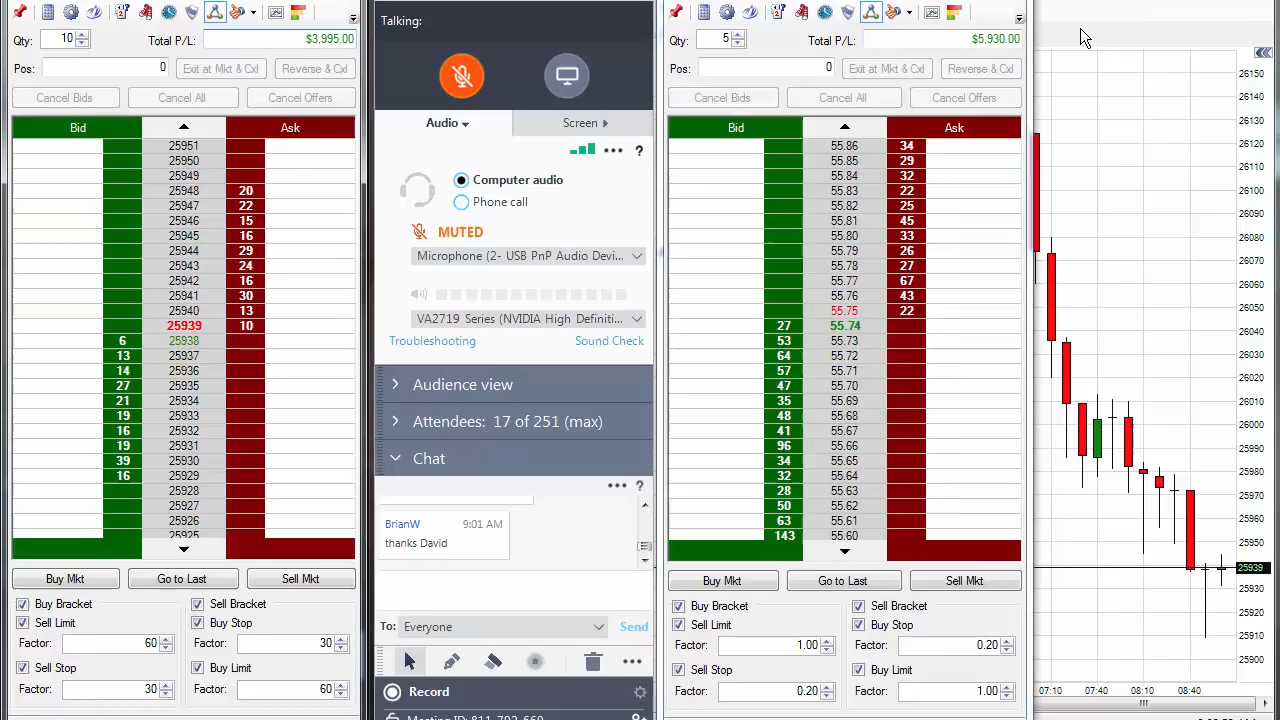 Qty: 10 Total P/L: $3,995.00
Pos: 0 Exit at Mkt & Cxl Reverse & Cxl
Cancel Bids Cancel All Cancel Offers
Bid Ask
25951
25950
25949
25948 20
25947 22
25946 15
25945 16
25944 29
25943 24
25942 16
25941 30
25940 13
25939 10
6 25938
13 25937
14 25936
27 25935
21 25934
19 25933
16 25932
19 25931
39 25930
16 25929
25928
25927
25926
25925
Buy Mkt Go to Last Sell Mkt
Buy Bracket Sell Bracket
Sell Limit Buy Stop
Factor: 60 Factor: 30
Sell Stop Buy Limit
Factor: 30 Factor: 60
Talking:
Audio Screen
?
Computer audio
Phone call
MUTED
Microphone (2- USB PnP Audio Devi...
VA2719 Series (NVIDIA High Definiti...
Troubleshooting Sound Check
Audience view
Attendees: 17 of 251 (max)
Chat
?
BrianW 9:01 AM
thanks David
To: Everyone Send
Record
Meeting ID: 811-702-669
Qty: 5 Total P/L: $5,930.00
Pos: 0 Exit at Mkt & Cxl Reverse & Cxl
Cancel Bids Cancel All Cancel Offers
Bid Ask
55.86 34
55.85 29
55.84 32
55.83 22
55.82 25
55.81 45
55.80 33
55.79 26
55.78 27
55.77 67
55.76 43
55.75 22
27 55.74
53 55.73
64 55.72
57 55.71
47 55.70
35 55.69
48 55.68
41 55.67
96 55.66
34 55.65
32 55.64
28 55.63
50 55.62
63 55.61
143 55.60
Buy Mkt Go to Last Sell Mkt
Buy Bracket Sell Bracket
Sell Limit Buy Stop
Factor: 1.00 Factor: 0.20
Sell Stop Buy Limit
Factor: 0.20 Factor: 1.00
26150
26130
26120
26100
26090
26080
26060
26050
26030
26020
26000
25990
25980
25970
25960
25950
25939
25930
25920
25910
25900
07:10 07:40 08:10 08:40